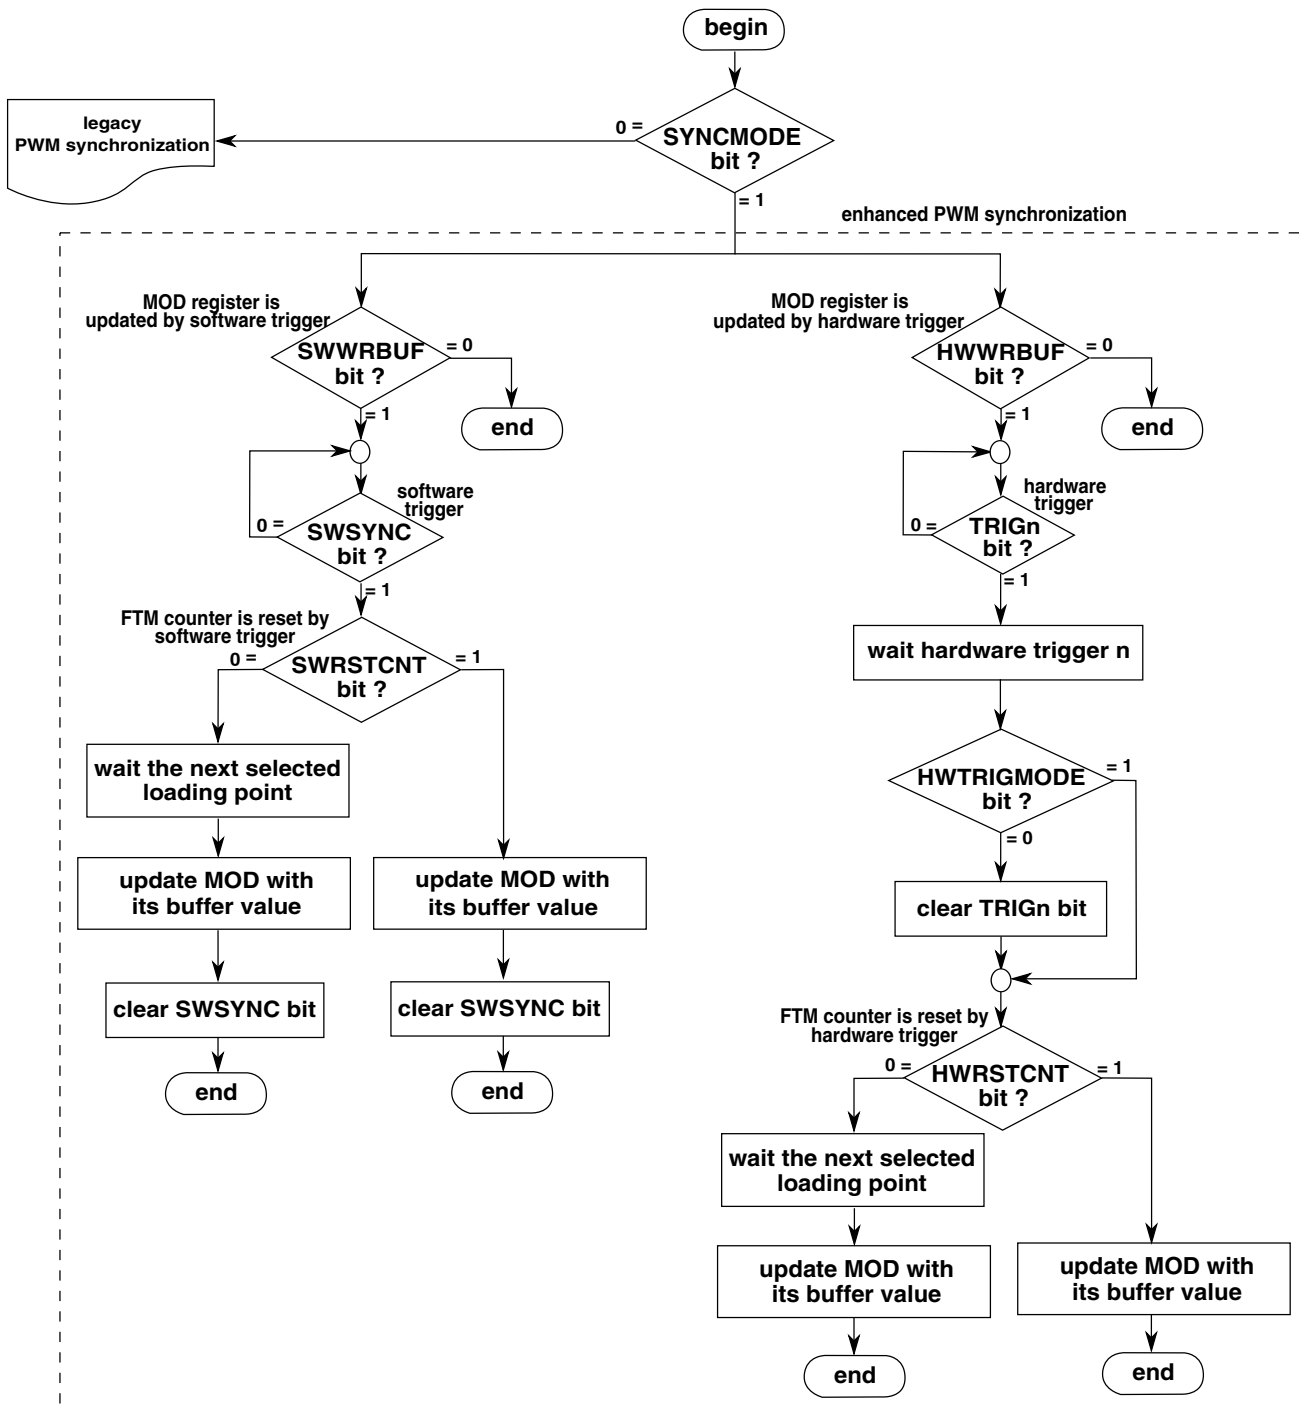 begin
legacy
PWM synchronization
0 =
SYNCMODE
bit ?
= 1
enhanced PWM synchronization
MOD register is
updated by software trigger
SWWRBUF
bit ?
= 0
= 1
end
software
trigger
0 =
SWSYNC
bit ?
= 1
FTM counter is reset by
software trigger
0 =
SWRSTCNT
bit ?
= 1
wait the next selected
loading point
update MOD with
its buffer value
clear SWSYNC bit
end
update MOD with
its buffer value
clear SWSYNC bit
end
MOD register is
updated by hardware trigger
HWWRBUF
bit ?
= 0
= 1
end
hardware
trigger
0 =
TRIGn
bit ?
= 1
wait hardware trigger n
HWTRIGMODE
bit ?
= 1
= 0
clear TRIGn bit
FTM counter is reset by
hardware trigger
0 =
HWRSTCNT
bit ?
= 1
wait the next selected
loading point
update MOD with
its buffer value
end
update MOD with
its buffer value
end